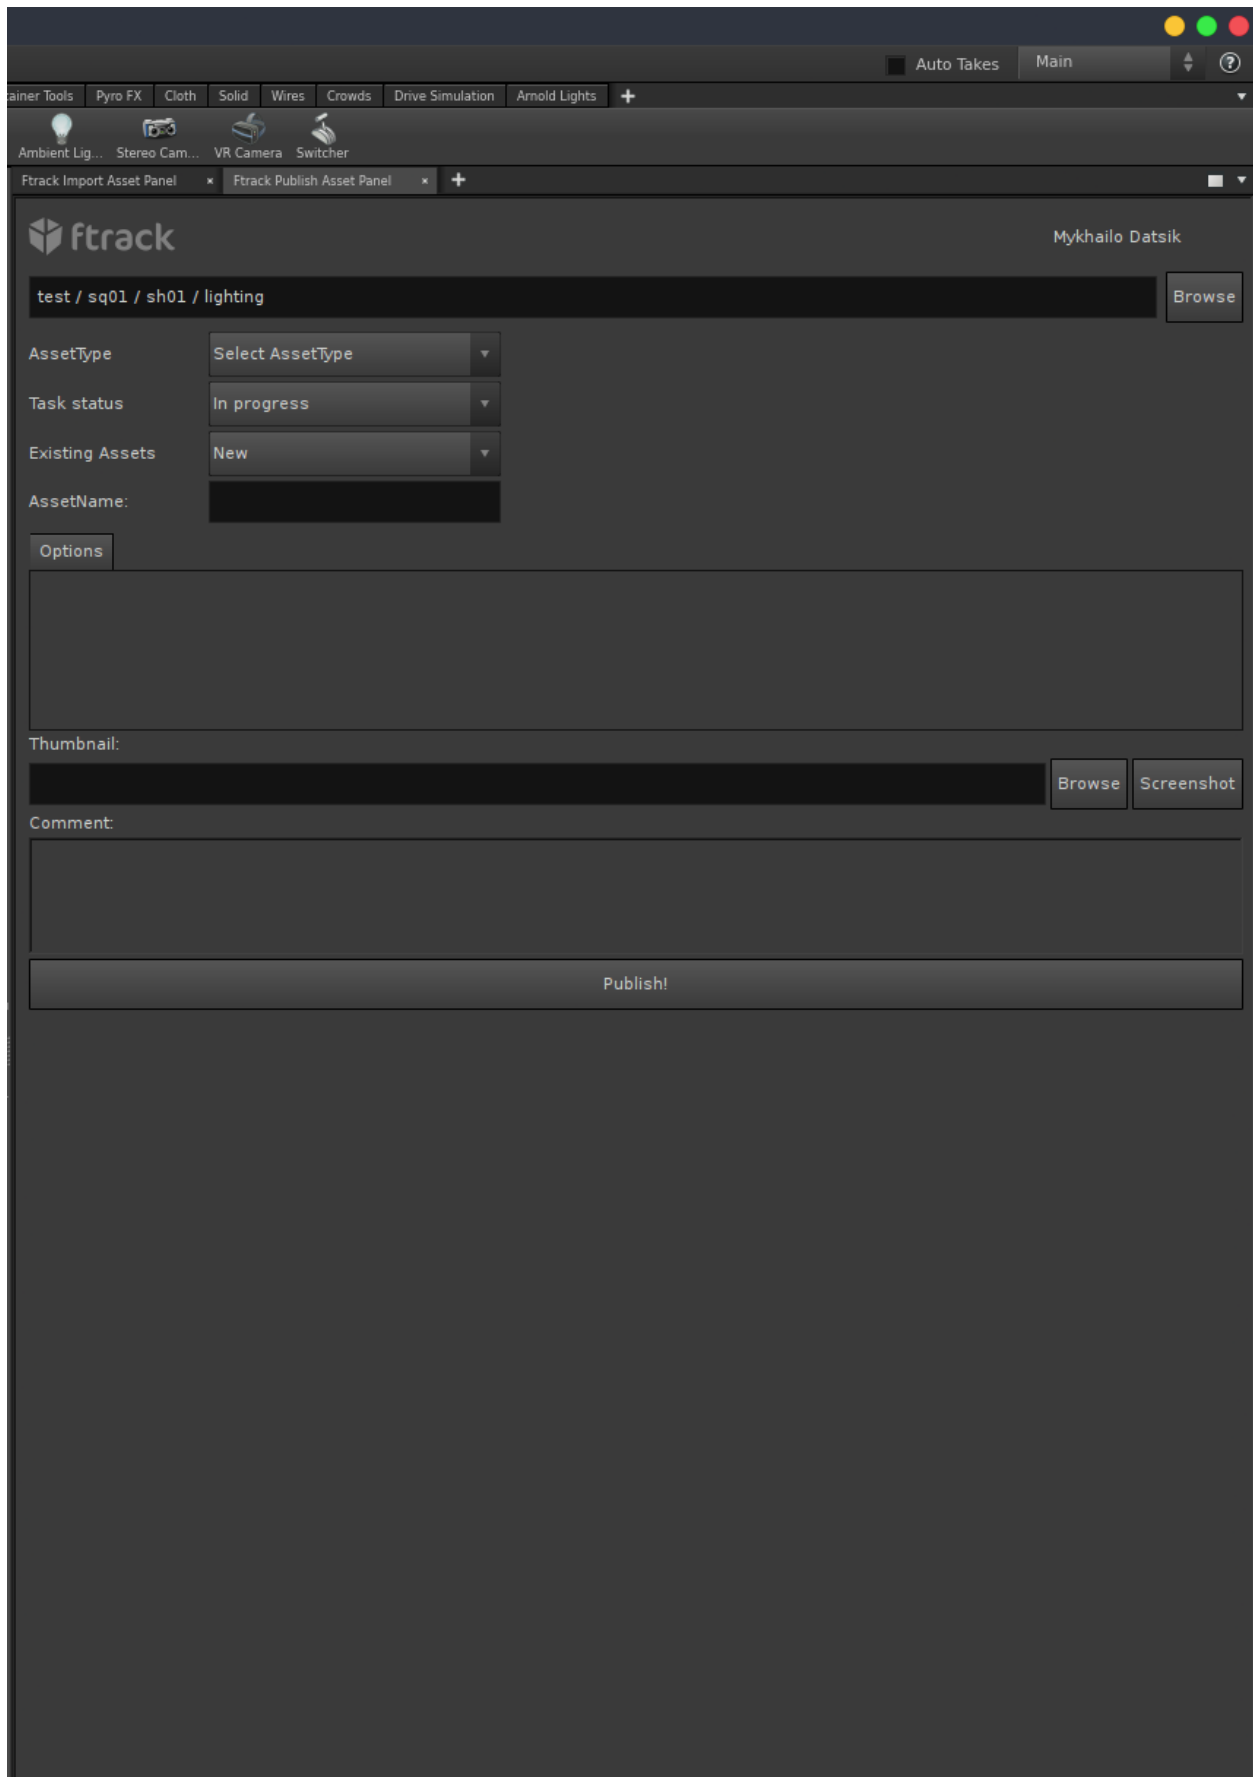 Auto Takes Main
ainer Tools Pyro FX Cloth Solid Wires Crowds Drive Simulation Arnold Lights
Ambient Lig... Stereo Cam... VR Camera Switcher
Ftrack Import Asset Panel Ftrack Publish Asset Panel
ftrack Mykhailo Datsik
test / sq01 / sh01 / lighting Browse
AssetType Select AssetType
Task status In progress
Existing Assets New
AssetName:
Options
Thumbnail:
Browse Screenshot
Comment:
Publish!